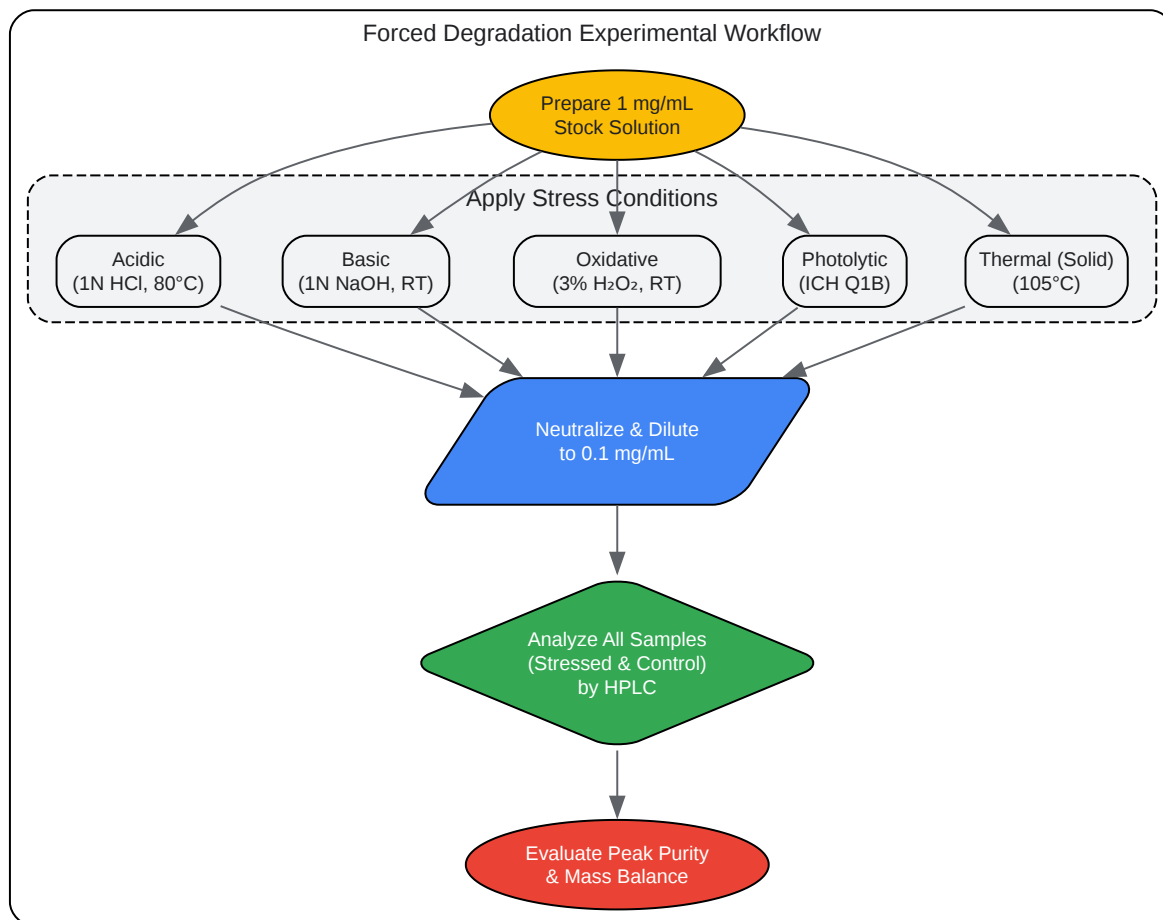 Forced Degradation Experimental Workflow
Prepare 1 mg/mL
Stock Solution
Apply Stress Conditions
Acidic
(1N HCl, 80°C)
Basic
(1N NaOH, RT)
Oxidative
(3% H₂O₂, RT)
Photolytic
(ICH Q1B)
Thermal (Solid)
(105°C)
Neutralize & Dilute
to 0.1 mg/mL
Analyze All Samples
(Stressed & Control)
by HPLC
Evaluate Peak Purity
& Mass Balance